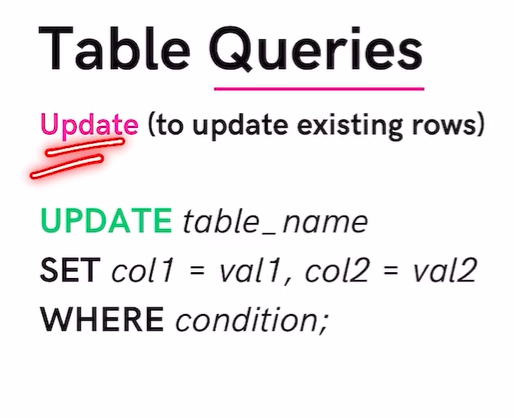 Table Queries
Update (to update existing rows)
UPDATE table_name
SET col1 = val1, col2 = val2
WHERE condition;